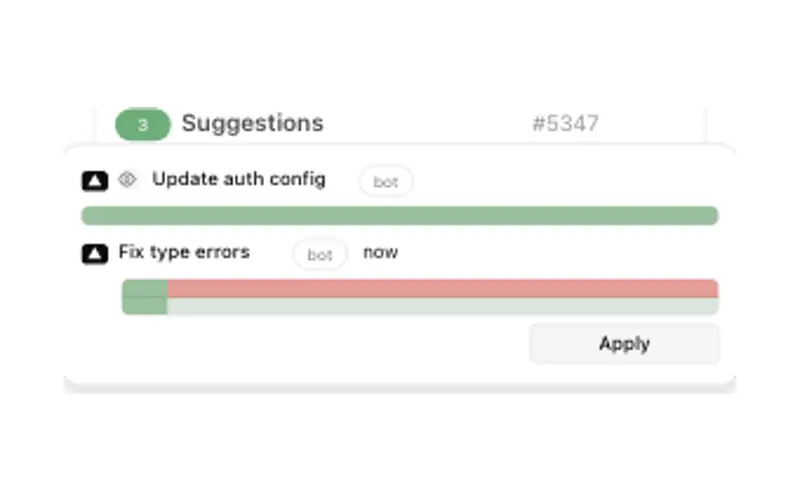 3 Suggestions #5347
Update auth config bot
Fix type errors bot now
Apply